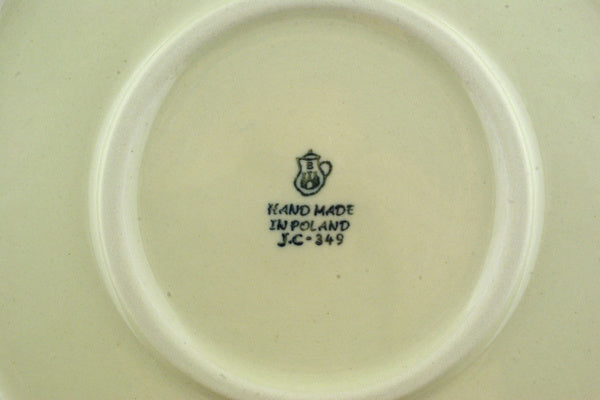 B
HAND MADE
IN POLAND
J.C-349